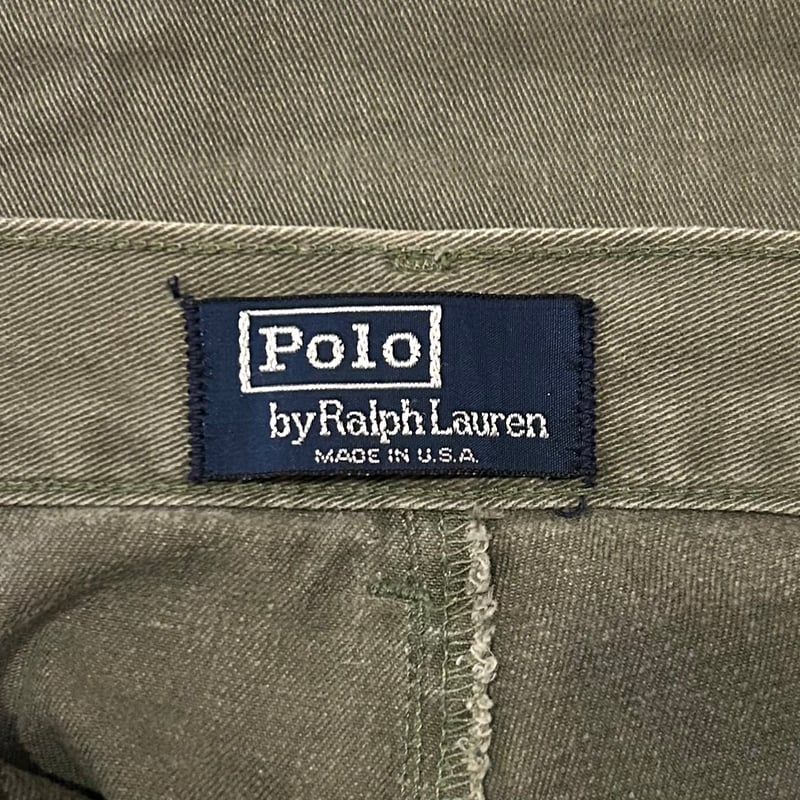 Polo
by Ralph Lauren
MADE IN U.S.A.